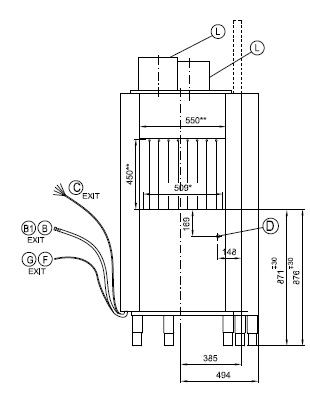 L
L
550**
450**
509*
C
EXIT
169
B1 B
EXIT
D
148
G F
EXIT
871 ∓30
876 ∓30
385
494